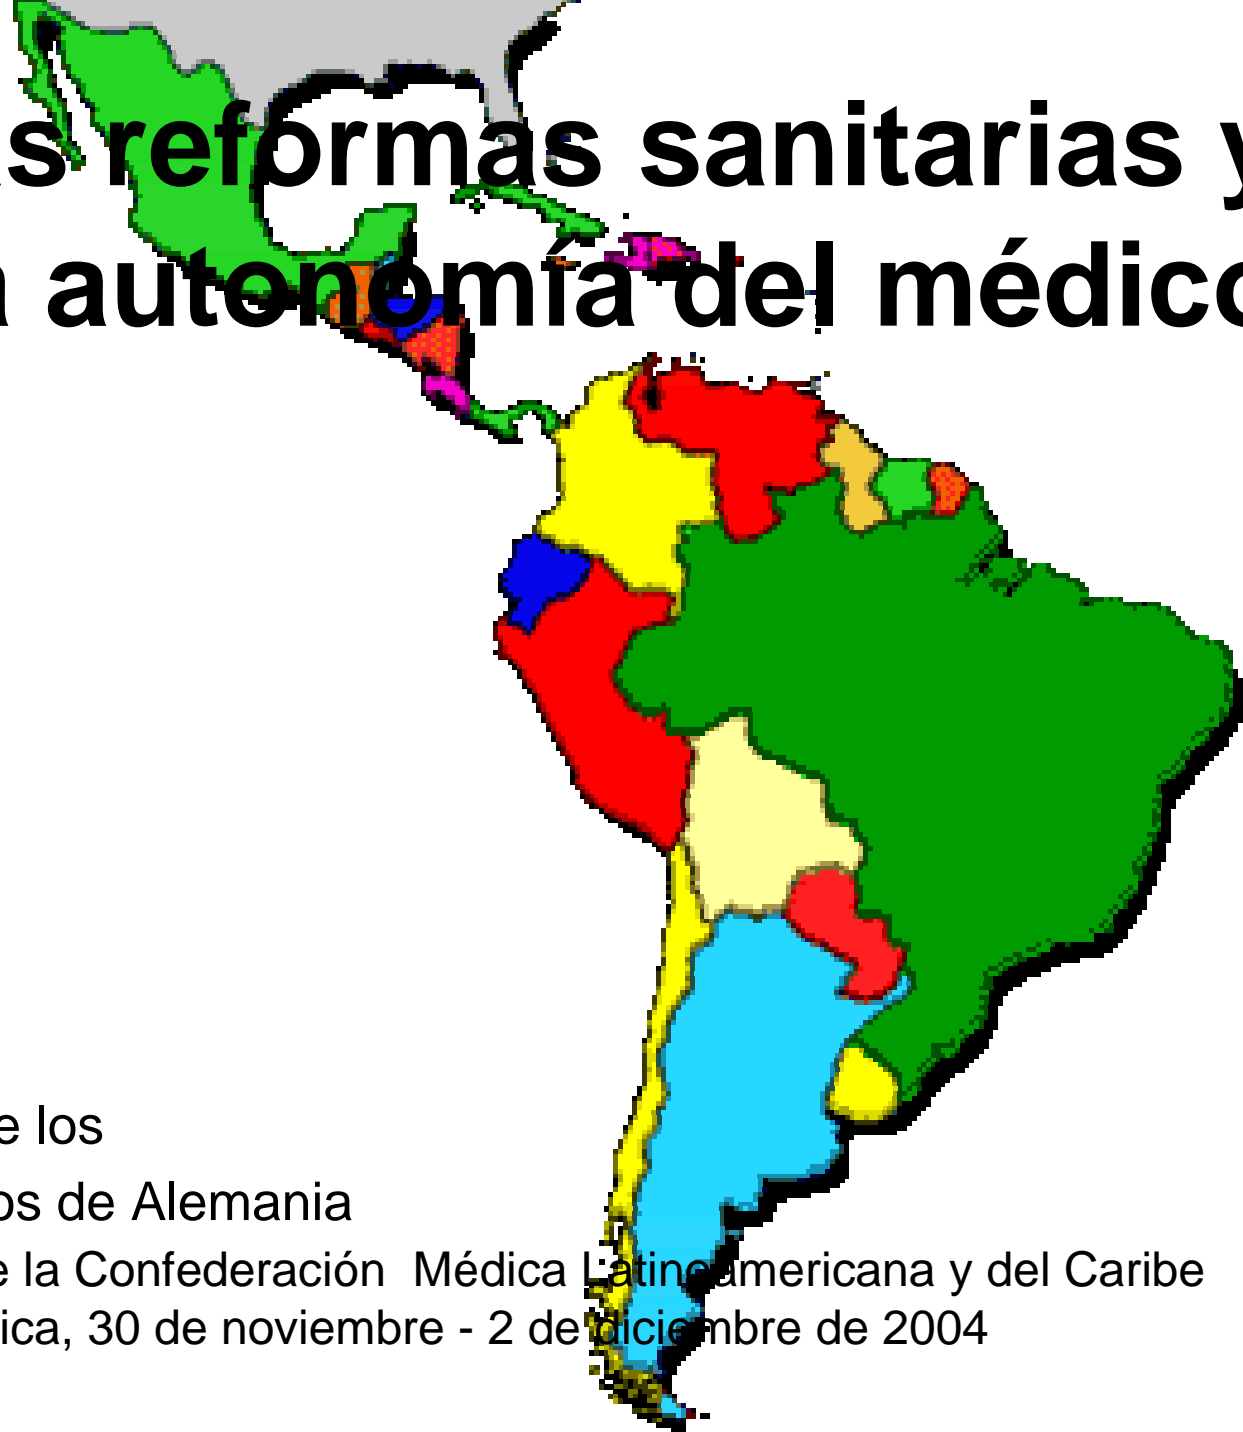 s reformas sanitarias y
a autonomía del médico
e los
os de Alemania
e la Confederación Médica Latinoamericana y del Caribe
ica, 30 de noviembre - 2 de diciembre de 2004